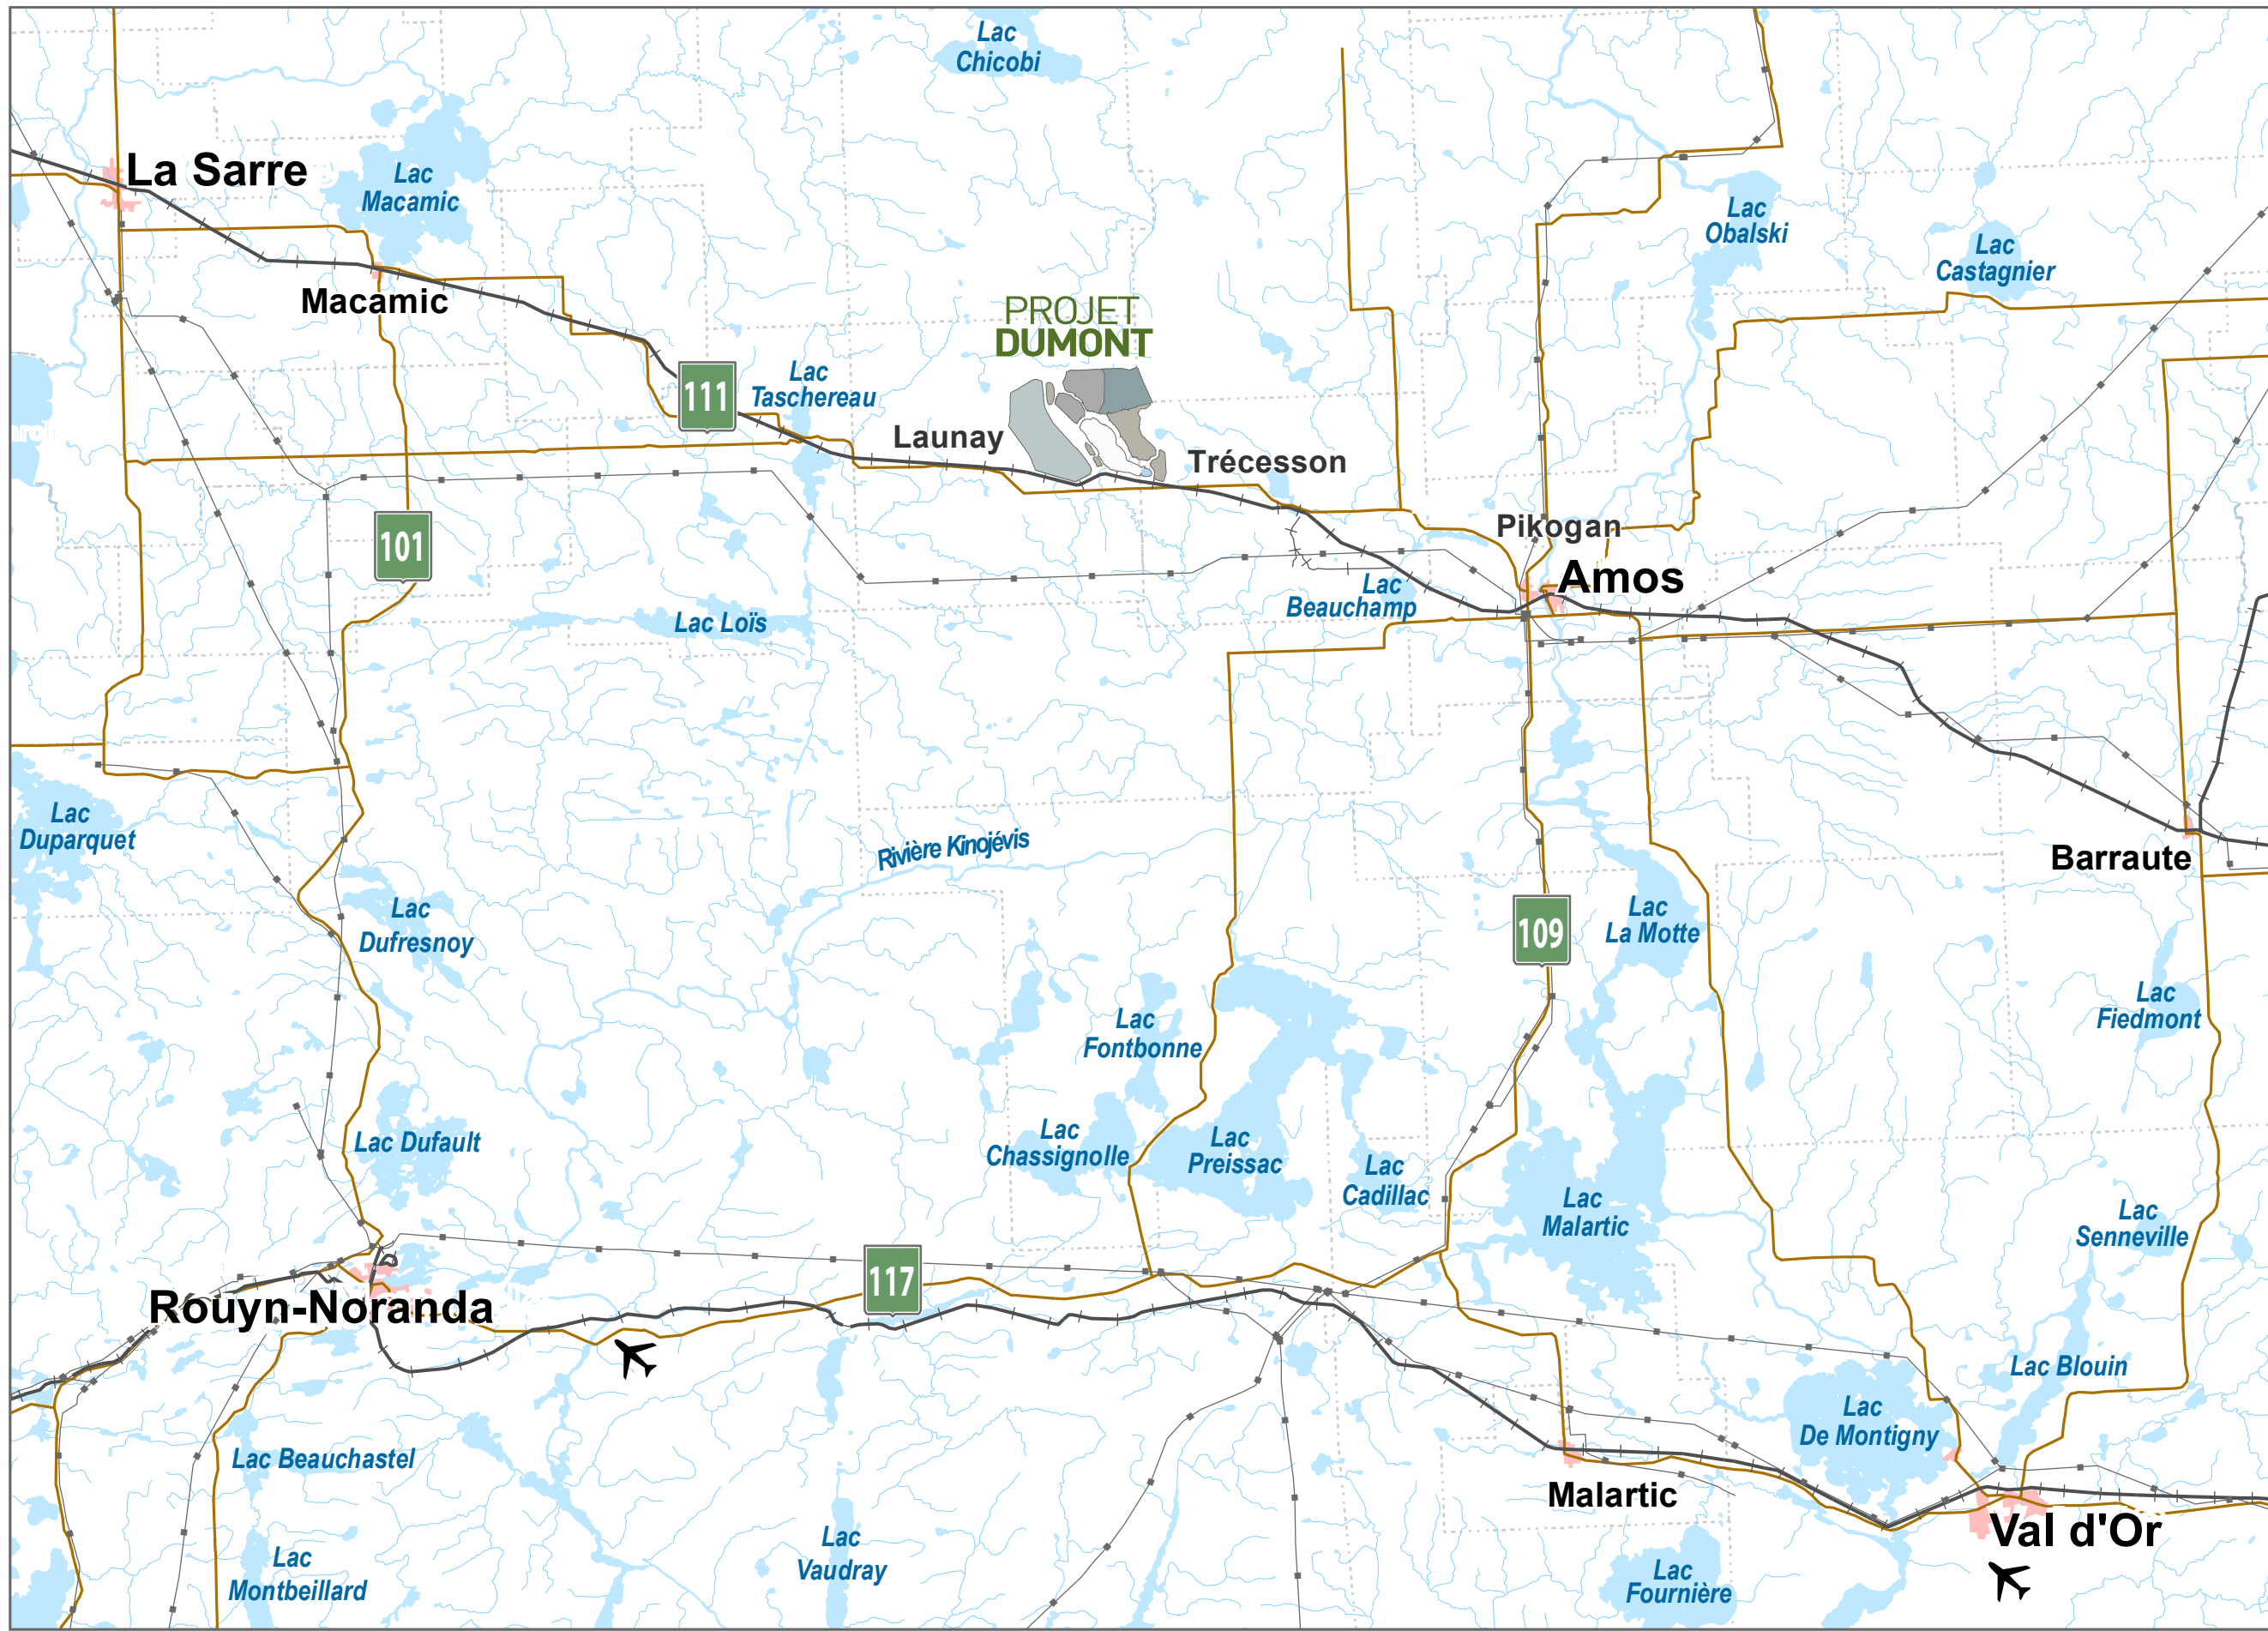 Lac
Chicobi
La Sarre
Lac
Macamic
Lac
Obalski
Lac
Castagnier
Macamic
PROJET
DUMONT
111
Lac
Taschereau
Launay
Trécesson
101
Pikogan
Amos
Lac
Beauchamp
Lac Loïs
Lac
Duparquet
Rivière Kinojévis
Barraute
Lac
Dufresnoy
109
Lac
La Motte
Lac
Fiedmont
Lac
Fontbonne
Lac Dufault
Lac
Chassignolle
Lac
Preissac
Lac
Cadillac
Lac
Malartic
Lac
Senneville
117
Rouyn-Noranda
Lac Blouin
Lac
De Montigny
Lac Beauchastel
Malartic
Val d'Or
Lac
Vaudray
Lac
Montbeillard
Lac
Fournière